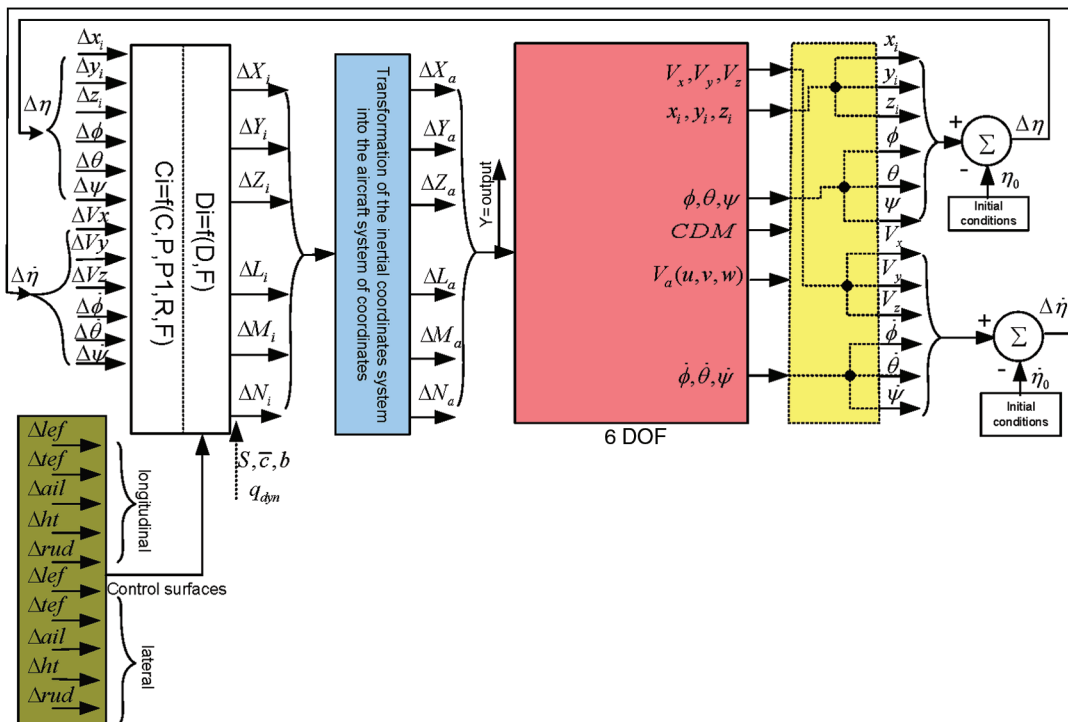 Δη
Δx_i
Δy_i
Δz_i
Δϕ
Δθ
Δψ
Δη̇
ΔVx
ΔVy
ΔVz
Δϕ̇
Δθ̇
Δψ̇
Ci=f(C,P,P1,R,F)
Di=f(D,F)
ΔX_i
ΔY_i
ΔZ_i
ΔL_i
ΔM_i
ΔN_i
S, c̅, b
q_dyn
Transformation of the inertial coordinates system
into the aircraft system of coordinates
ΔX_a
ΔY_a
ΔZ_a
ΔL_a
ΔM_a
ΔN_a
Y=output
V_x, V_y, V_z
x_i, y_i, z_i
ϕ, θ, ψ
CDM
V_a(u, v, w)
ϕ̇, θ̇, ψ̇
6 DOF
x_i
y_i
z_i
ϕ
θ
ψ
V_x
V_y
V_z
ϕ̇
θ̇
ψ̇
+
Σ
-
Δη
η_0
Initial
conditions
+
Σ
-
Δη̇
η̇_0
Initial
conditions
Δlef
Δtef
Δail
Δht
Δrud
longitudinal
Δlef
Δtef
Δail
Δht
Δrud
lateral
Control surfaces